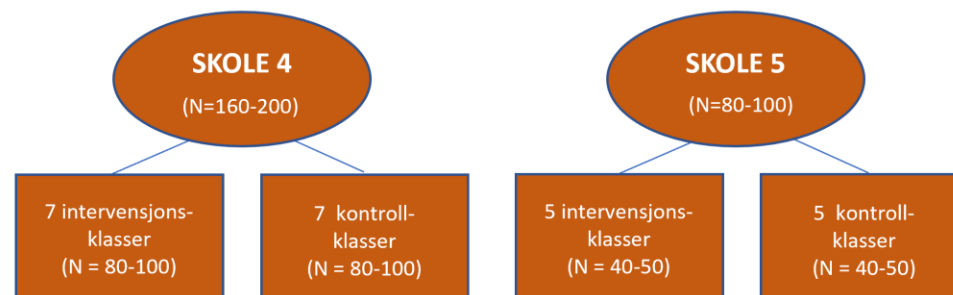 SKOLE 4
(N=160-200)
SKOLE 5
(N=80-100)
7 intervensjons-
klasser
(N = 80-100)
7 kontroll-
klasser
(N = 80-100)
5 intervensjons-
klasser
(N = 40-50)
5 kontroll-
klasser
(N = 40-50)